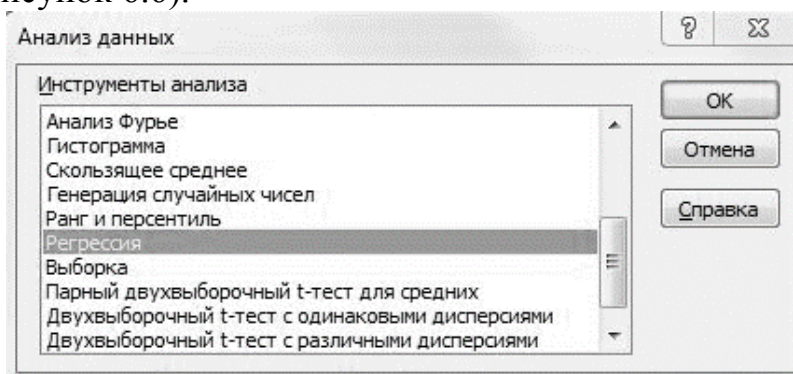 Анализ данных
Инструменты анализа
Анализ Фурье
Гистограмма
Скользящее среднее
Генерация случайных чисел
Ранг и персентиль
Регрессия
Выборка
Парный двухвыборочный t-тест для средних
Двухвыборочный t-тест с одинаковыми дисперсиями
Двухвыборочный t-тест с различными дисперсиями
ОК
Отмена
Справка